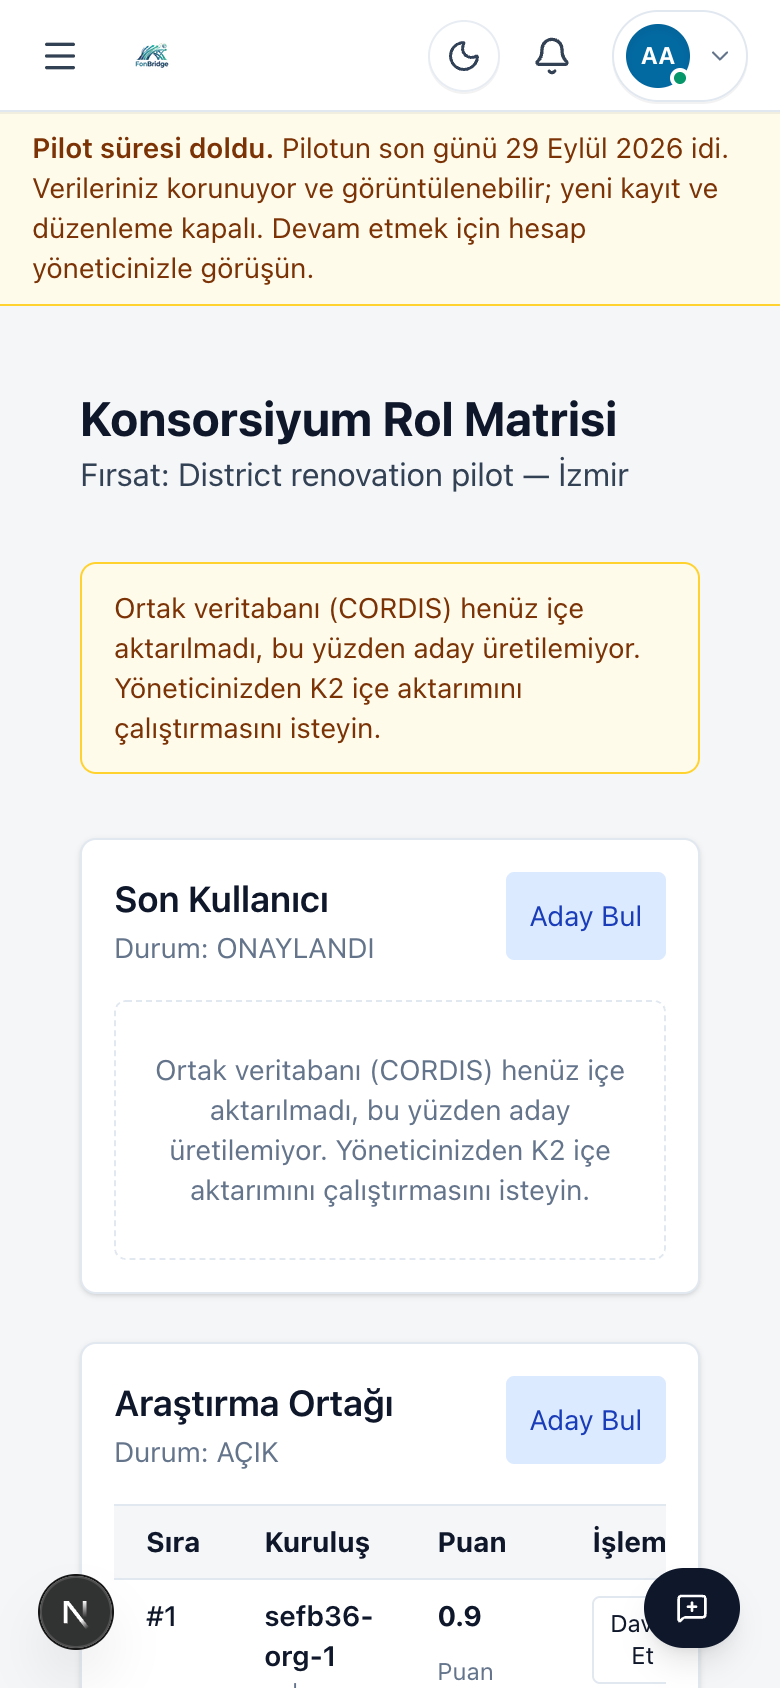 FonBridge
AA
Pilot süresi doldu. Pilotun son günü 29 Eylül 2026 idi.
Verileriniz korunuyor ve görüntülenebilir; yeni kayıt ve
düzenleme kapalı. Devam etmek için hesap
yöneticinizle görüşün.
Konsorsiyum Rol Matrisi
Fırsat: District renovation pilot — İzmir
Ortak veritabanı (CORDIS) henüz içe
aktarılmadı, bu yüzden aday üretilemiyor.
Yöneticinizden K2 içe aktarımını
çalıştırmasını isteyin.
Son Kullanıcı
Aday Bul
Durum: ONAYLANDI
Ortak veritabanı (CORDIS) henüz içe
aktarılmadı, bu yüzden aday
üretilemiyor. Yöneticinizden K2 içe
aktarımını çalıştırmasını isteyin.
Araştırma Ortağı
Aday Bul
Durum: AÇIK
Sıra Kuruluş Puan İşlem
#1 sefb36- 0.9
org-1
Puan
Et
N